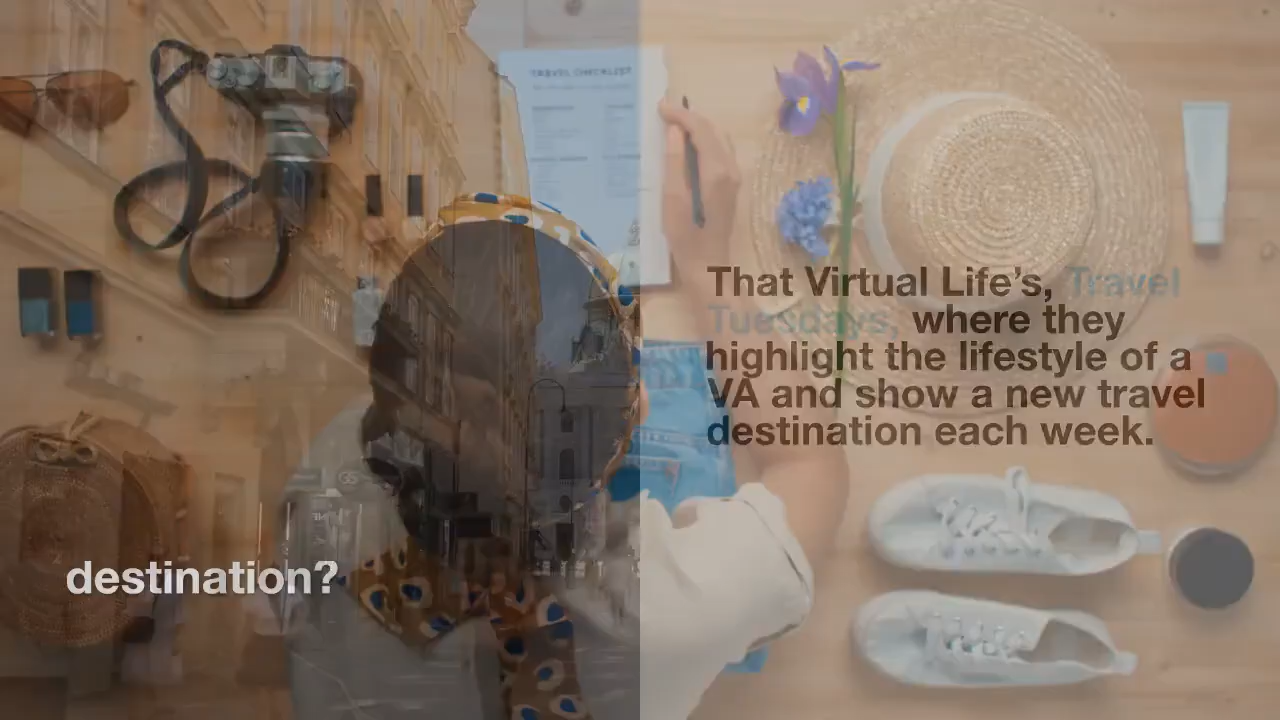 TRAVEL CHECKLIST
That Virtual Life’s, Travel
Tuesdays, where they
highlight the lifestyle of a
VA and show a new travel
destination each week.
destination?